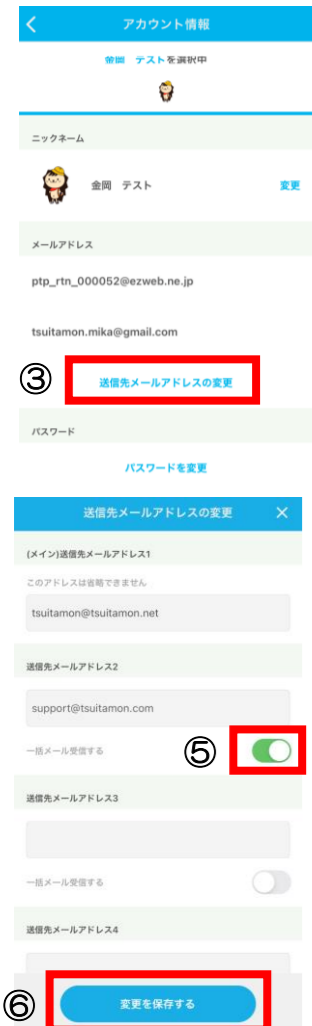 アカウント情報
金岡 テストを選択中
ニックネーム
金岡 テスト
変更
メールアドレス
ptp_rtn_000052@ezweb.ne.jp
tsuitamon.mika@gmail.com
③
送信先メールアドレスの変更
パスワード
パスワードを変更
送信先メールアドレスの変更
(メイン)送信先メールアドレス1
このアドレスは省略できません
tsuitamon@tsuitamon.net
送信先メールアドレス2
support@tsuitamon.com
一括メール受信する
⑤
送信先メールアドレス3
一括メール受信する
送信先メールアドレス4
⑥
変更を保存する